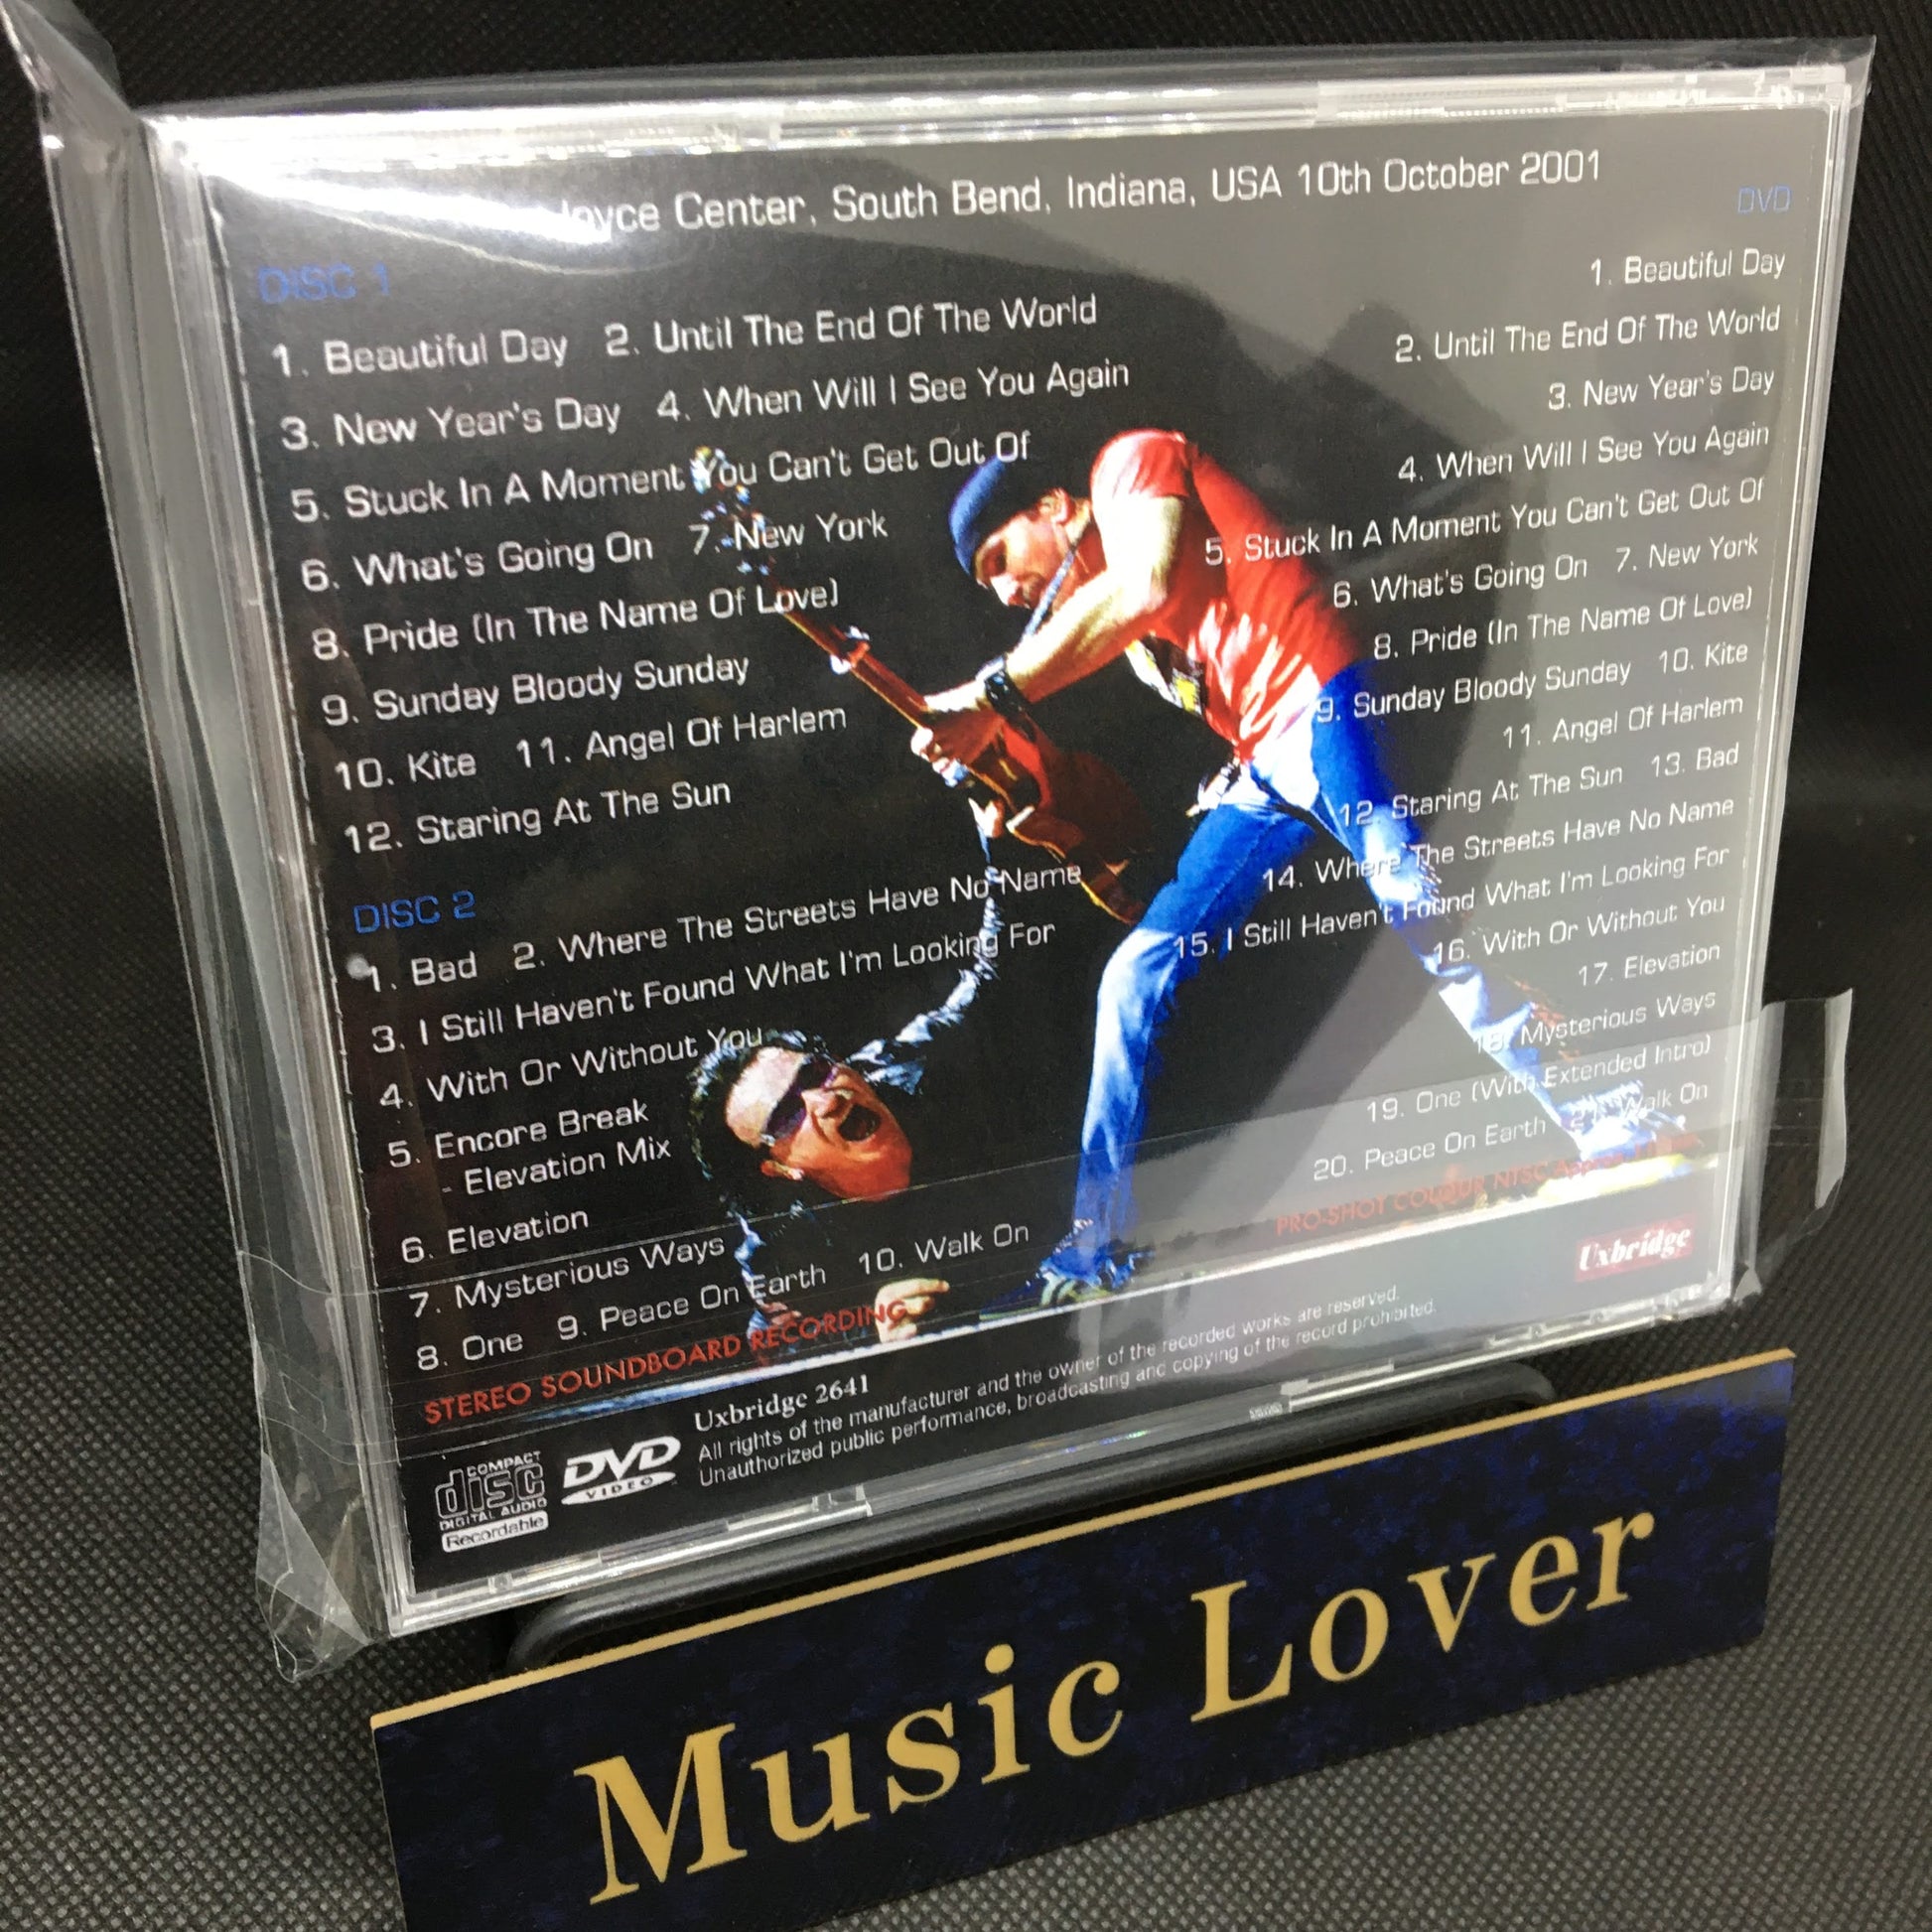 Joyce Center, South Bend, Indiana, USA 10th October 2001
DISC 1
1. Beautiful Day 2. Until The End Of The World
3. New Year's Day 4. When Will I See You Again
5. Stuck In A Moment You Can't Get Out Of
6. What's Going On 7. New York
8. Pride (In The Name Of Love)
9. Sunday Bloody Sunday
10. Kite 11. Angel Of Harlem
12. Staring At The Sun
DISC 2
1. Bad 2. Where The Streets Have No Name
3. I Still Haven't Found What I'm Looking For
4. With Or Without You
5. Encore Break
- Elevation Mix
6. Elevation
7. Mysterious Ways
8. One 9. Peace On Earth 10. Walk On
STEREO SOUNDBOARD RECORDING
DVD
1. Beautiful Day
2. Until The End Of The World
3. New Year's Day
4. When Will I See You Again
5. Stuck In A Moment You Can't Get Out Of
6. What's Going On 7. New York
8. Pride (In The Name Of Love)
9. Sunday Bloody Sunday 10. Kite
11. Angel Of Harlem
12. Staring At The Sun 13. Bad
14. Where The Streets Have No Name
15. I Still Haven't Found What I'm Looking For
16. With Or Without You
17. Elevation
18. Mysterious Ways
19. One (With Extended Intro)
20. Peace On Earth Walk On
PRO-SHOT COLOUR NTSC Approx.
Uxbridge
COMPACT
disc
DIGITAL AUDIO
Recordable
DVD
VIDEO
Uxbridge 2641
All rights of the manufacturer and the owner of the recorded works are reserved.
Unauthorized public performance, broadcasting and copying of the record prohibited.
Music Lover